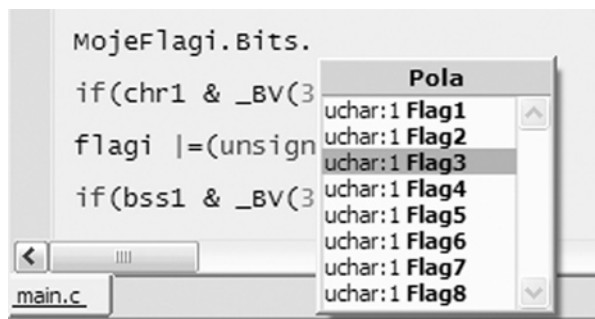 MojeFlagi.Bits.
if(chr1 & _BV(3
flagi |=(unsign
if(bss1 & _BV(3
Pola
uchar:1 Flag1
uchar:1 Flag2
uchar:1 Flag3
uchar:1 Flag4
uchar:1 Flag5
uchar:1 Flag6
uchar:1 Flag7
uchar:1 Flag8
main.c